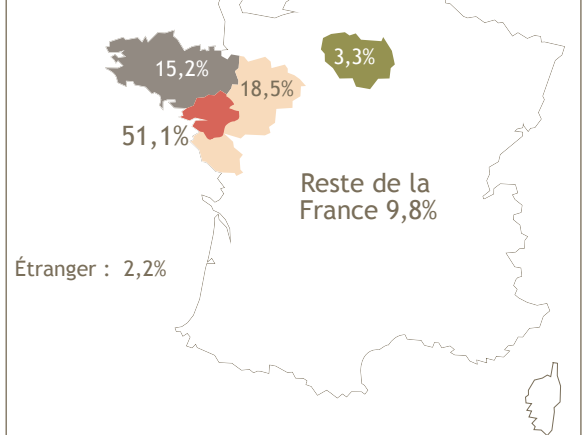 3,3%
15,2%
18,5%
51,1%
Reste de la
France 9,8%
Étranger : 2,2%